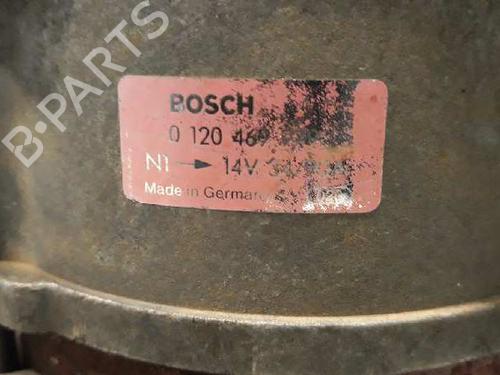 B-PARTS
BOSCH
0 120 469
N1 → 14V
Made in Germany